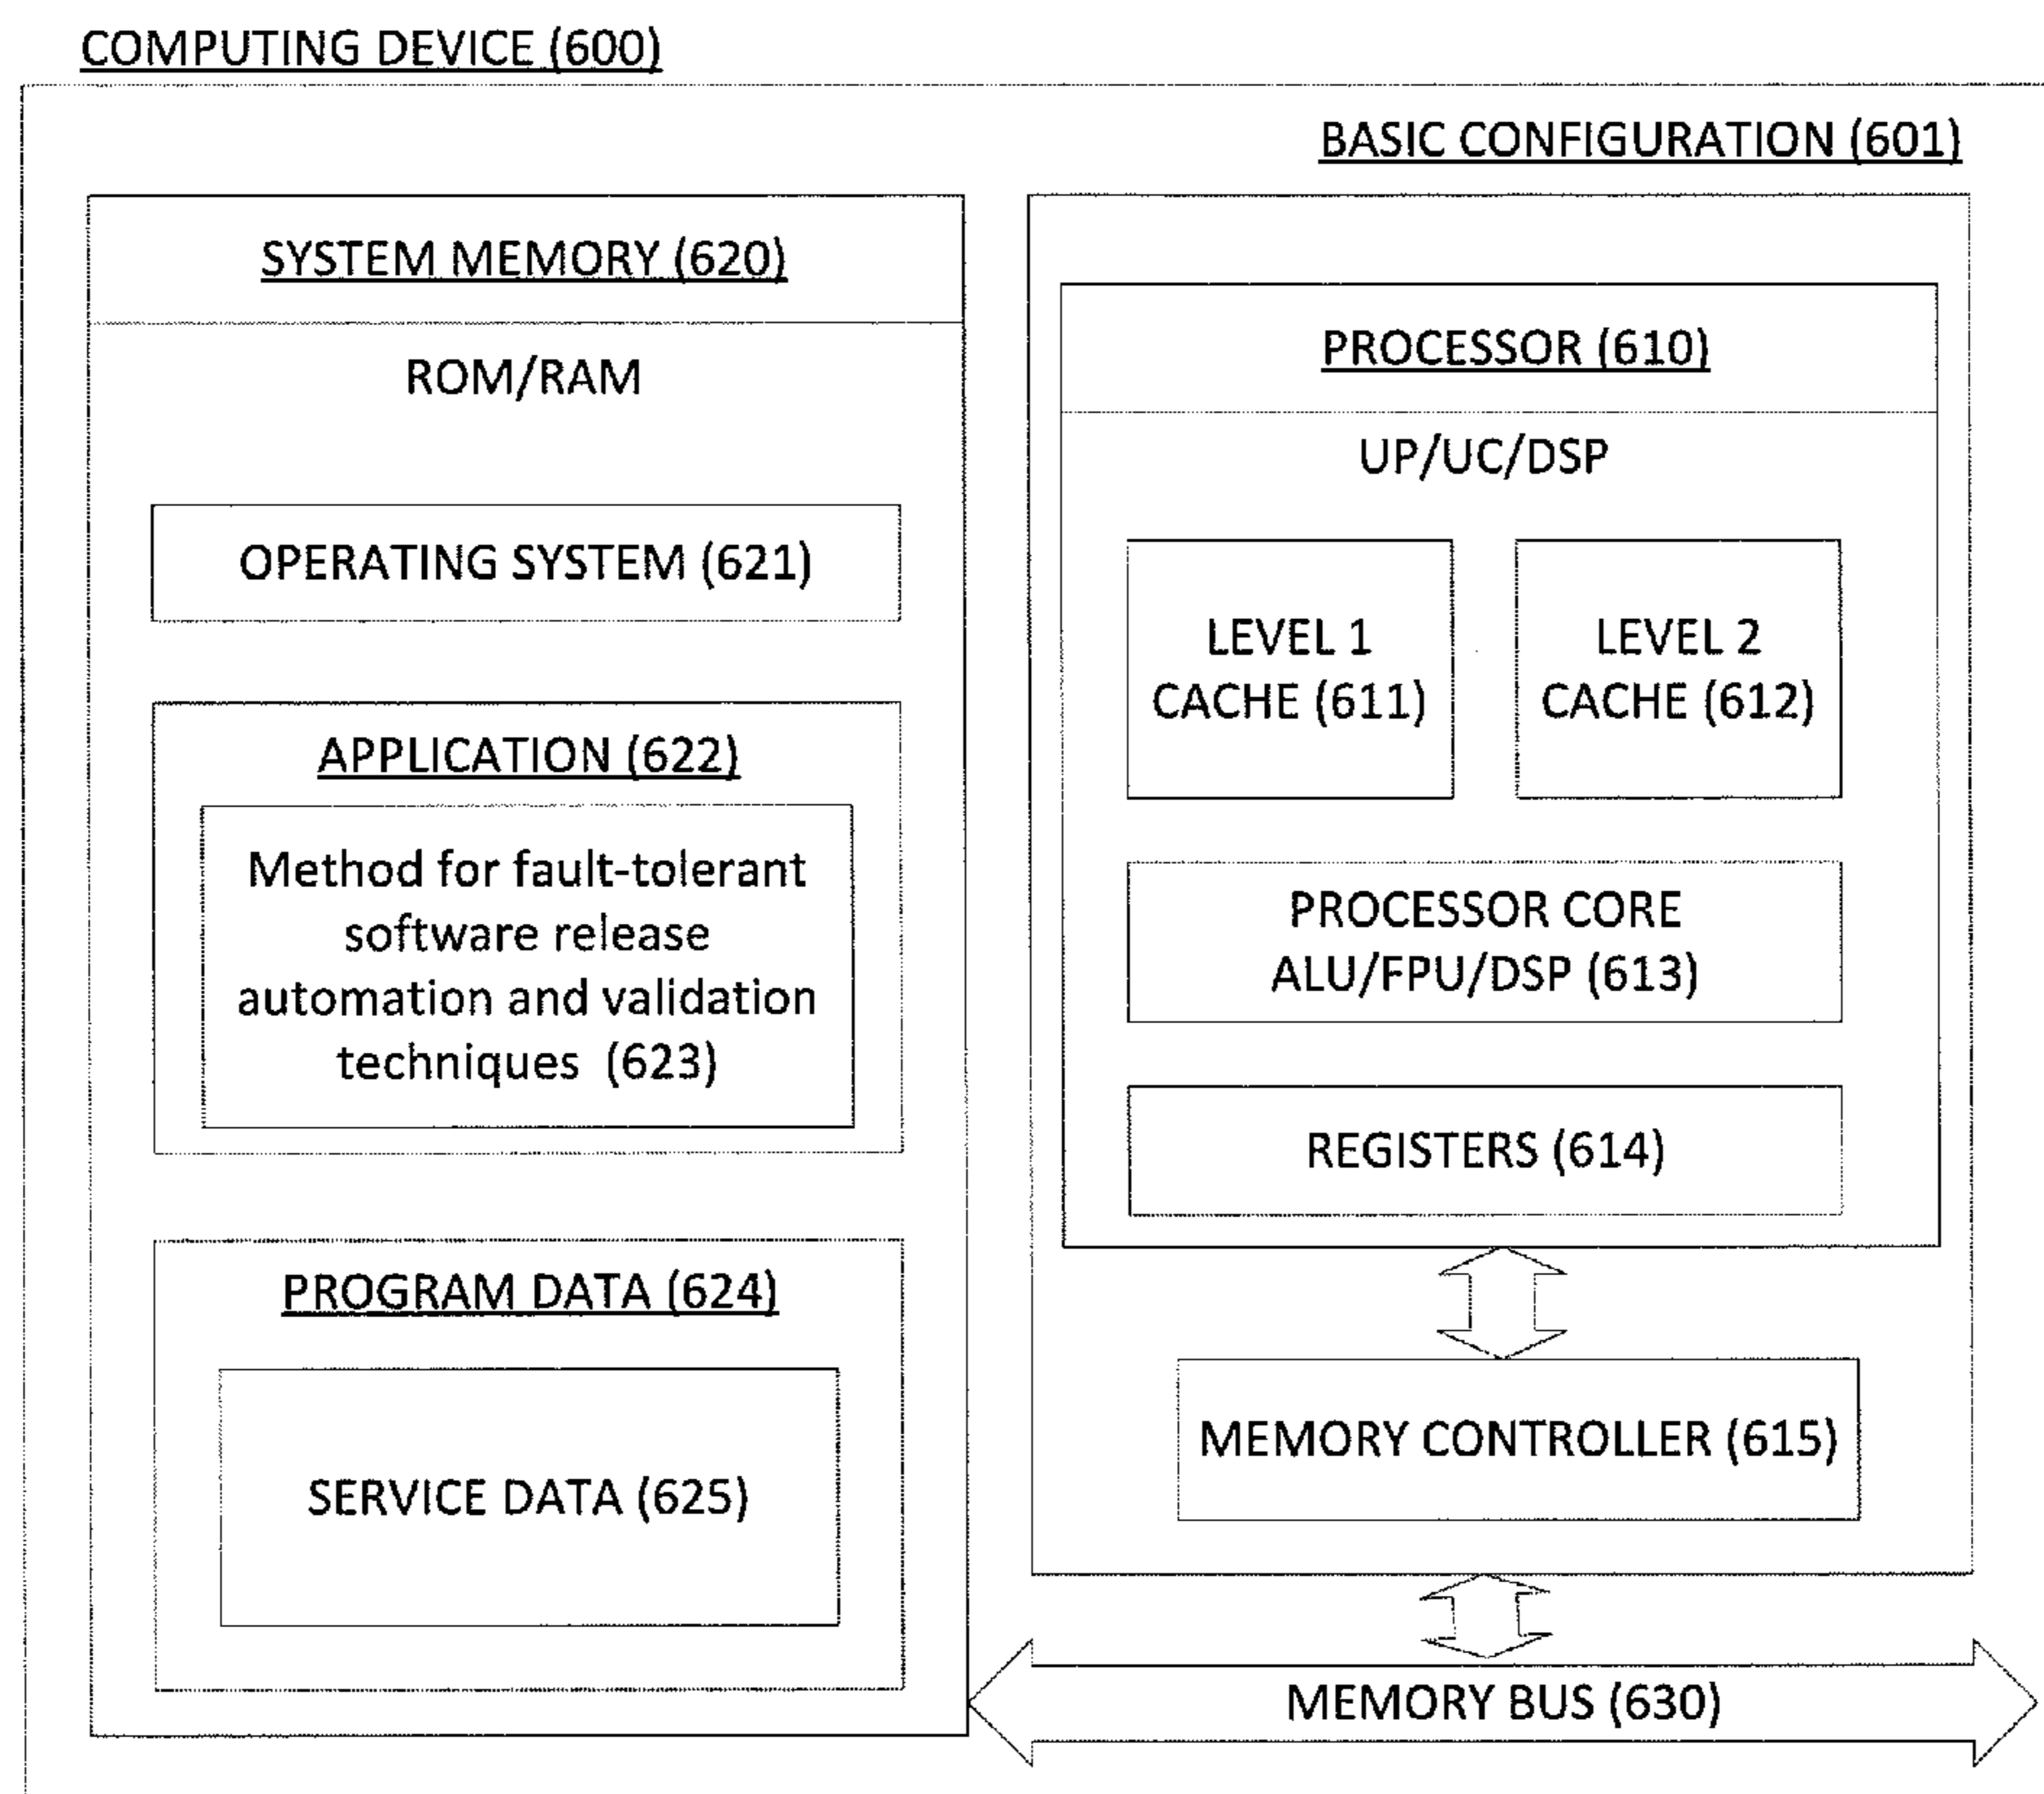 COMPUTING DEVICE (600)
BASIC CONFIGURATION (601)
SYSTEM MEMORY (620)
ROM/RAM
OPERATING SYSTEM (621)
APPLICATION (622)
Method for fault-tolerant
software release
automation and validation
techniques (623)
PROGRAM DATA (624)
SERVICE DATA (625)
PROCESSOR (610)
UP/UC/DSP
LEVEL 1
CACHE (611)
LEVEL 2
CACHE (612)
PROCESSOR CORE
ALU/FPU/DSP (613)
REGISTERS (614)
MEMORY CONTROLLER (615)
MEMORY BUS (630)